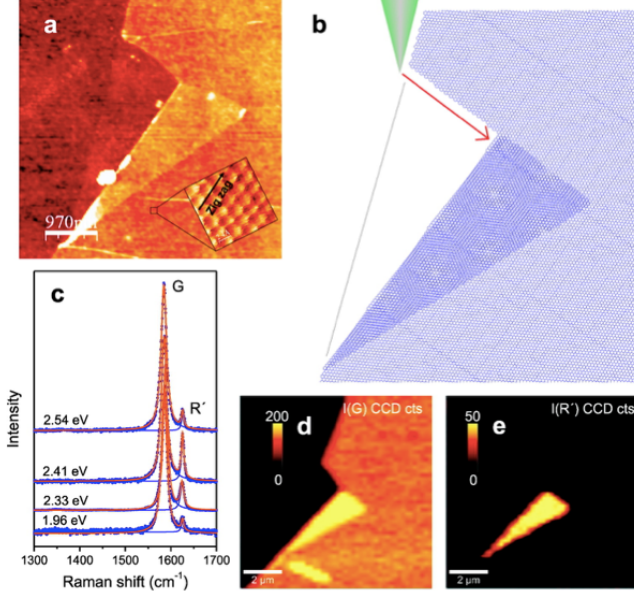 a
970nm
Zig zag
b
c
G
R´
2.54 eV
2.41 eV
2.33 eV
1.96 eV
Intensity
1300 1400 1500 1600 1700
Raman shift (cm⁻¹)
200
0
d
I(G) CCD cts
2 µm
50
0
e
I(R´) CCD cts
2 µm